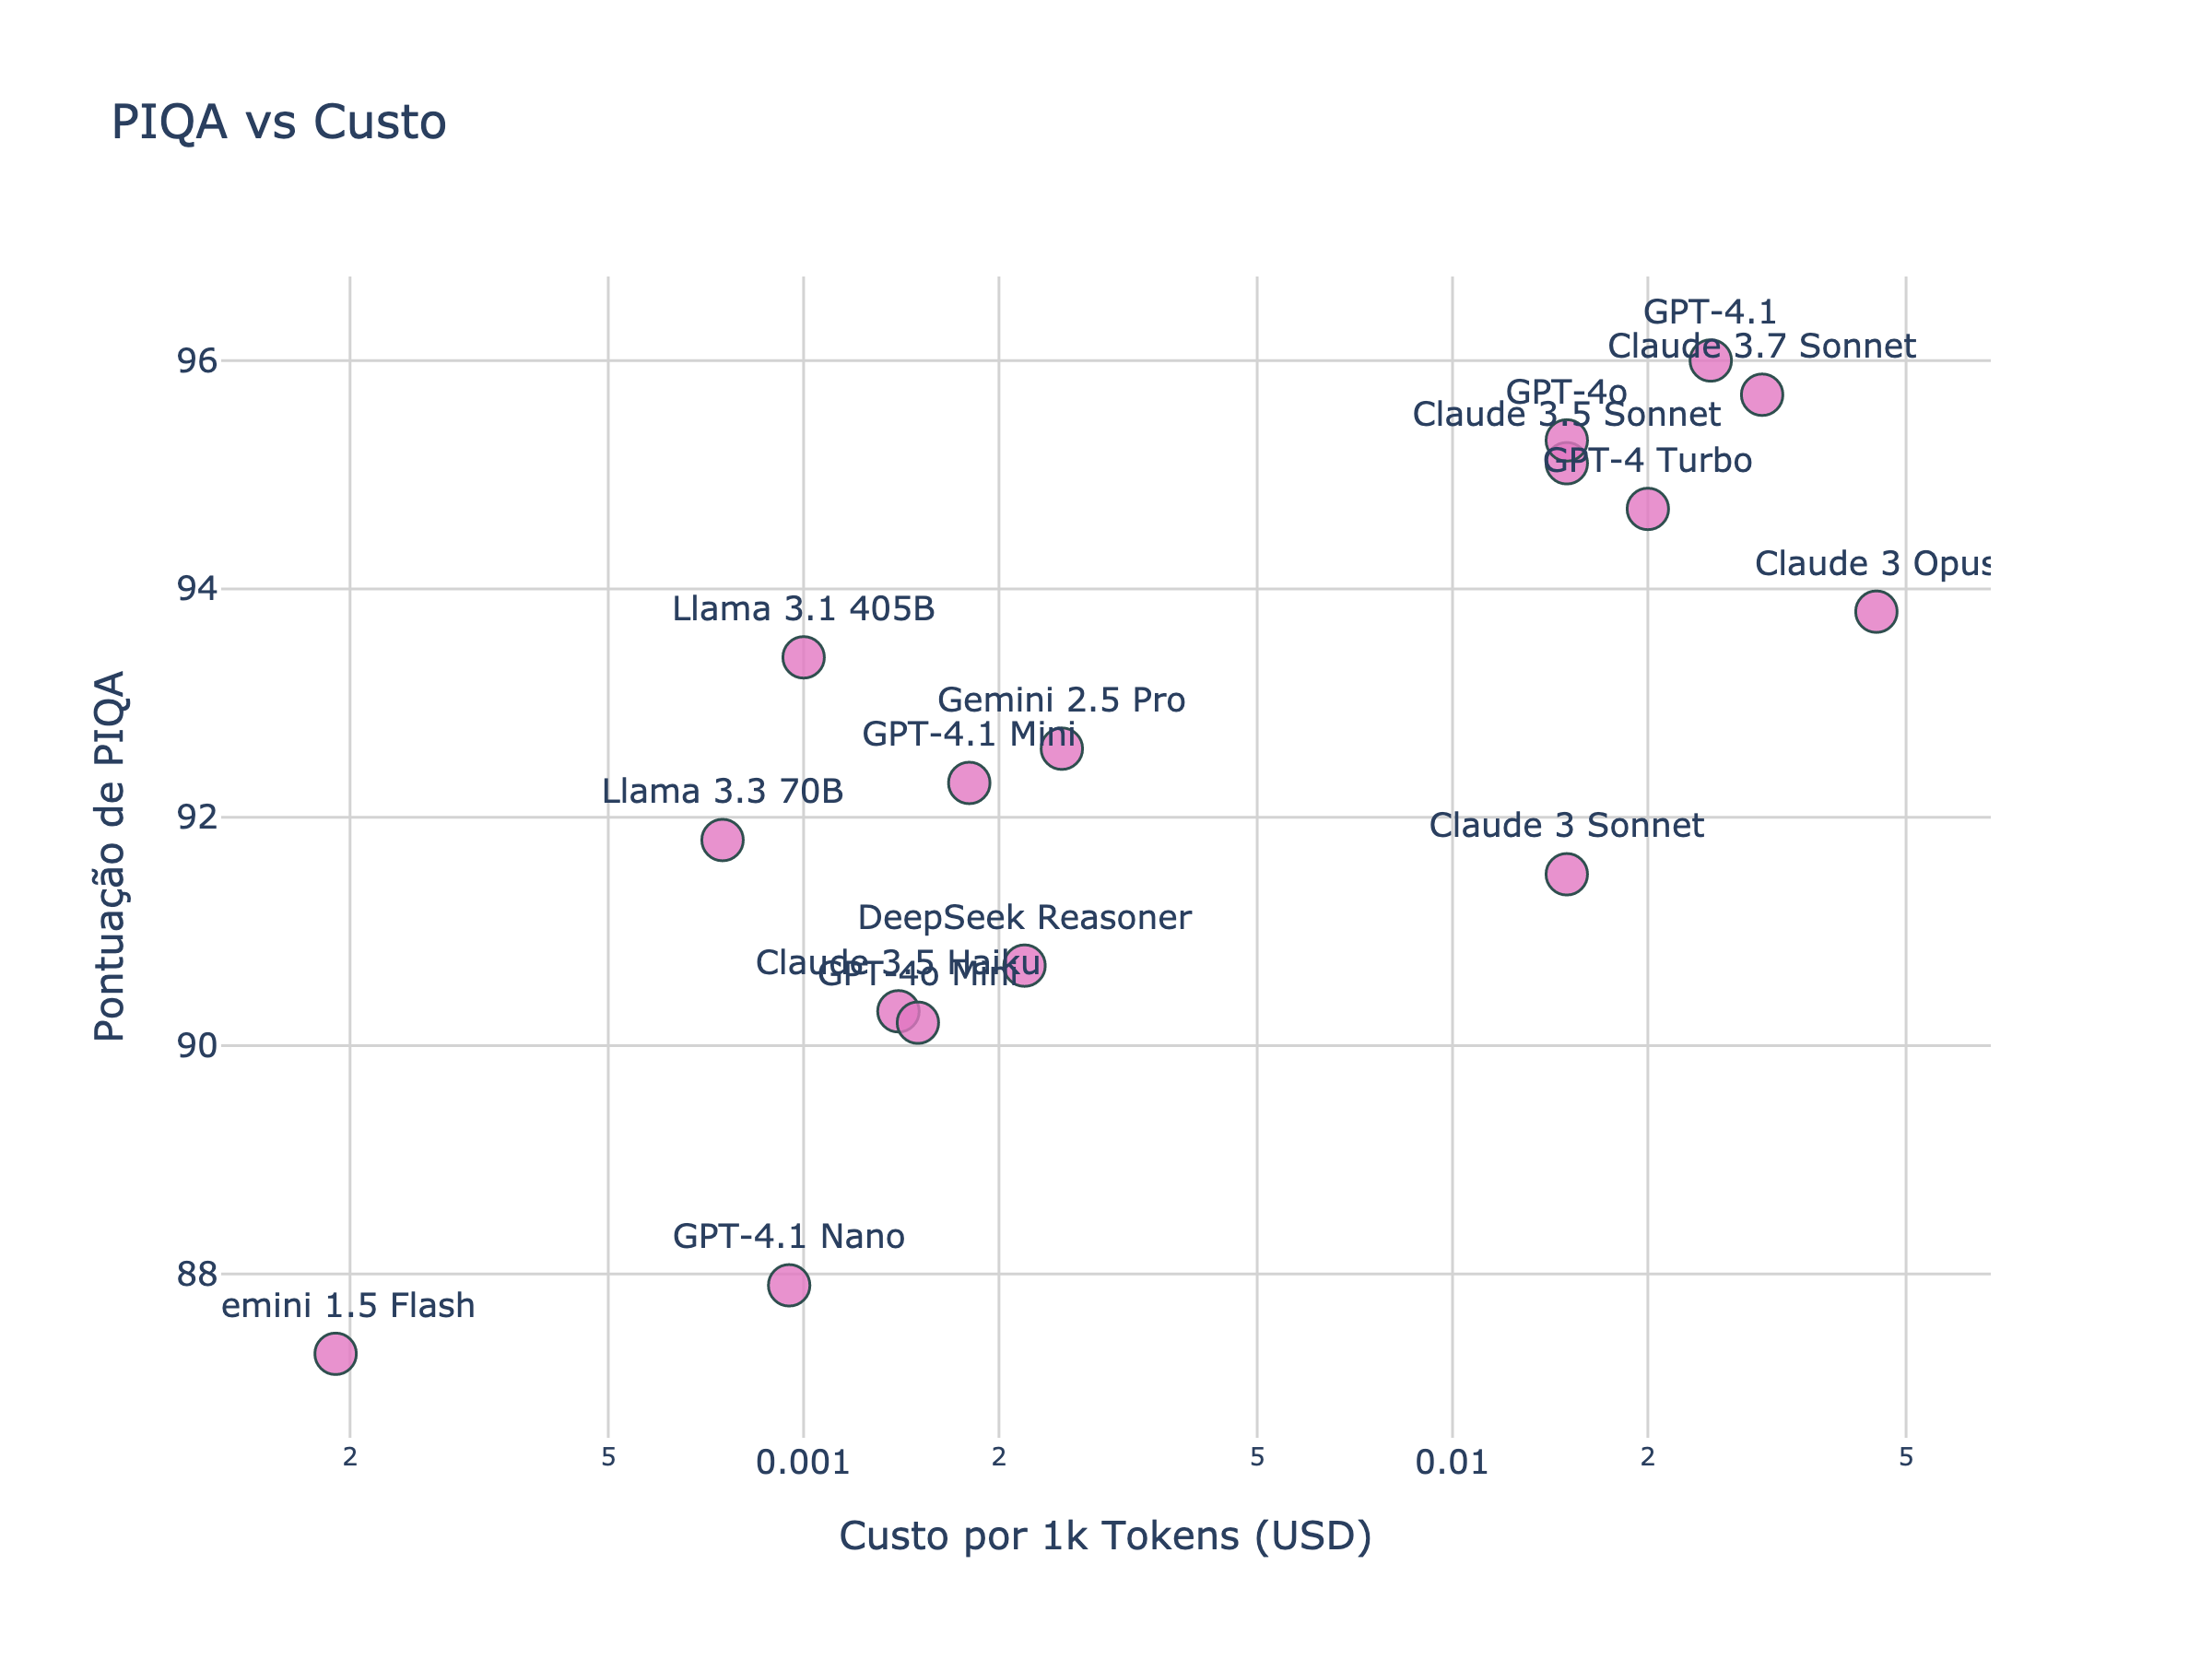 PIQA vs Custo
GPT-4.1
Claude 3.7 Sonnet
GPT-4o
Claude 3.5 Sonnet
GPT-4 Turbo
Claude 3 Opus
Llama 3.1 405B
Gemini 2.5 Pro
GPT-4.1 Mini
Llama 3.3 70B
Claude 3 Sonnet
DeepSeek Reasoner
Claude 3.5 Haiku
GPT-4o Mini
GPT-4.1 Nano
emini 1.5 Flash
96
94
92
90
88
Pontuação de PIQA
2 5 0.001 2 5 0.01 2 5
Custo por 1k Tokens (USD)